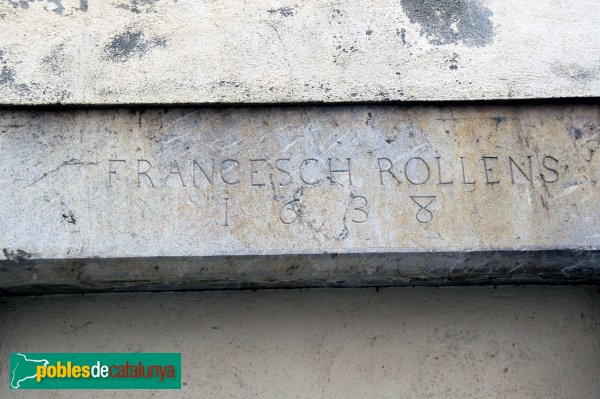 FRANCESCH ROLLENS
1638
poblesdecatalunya